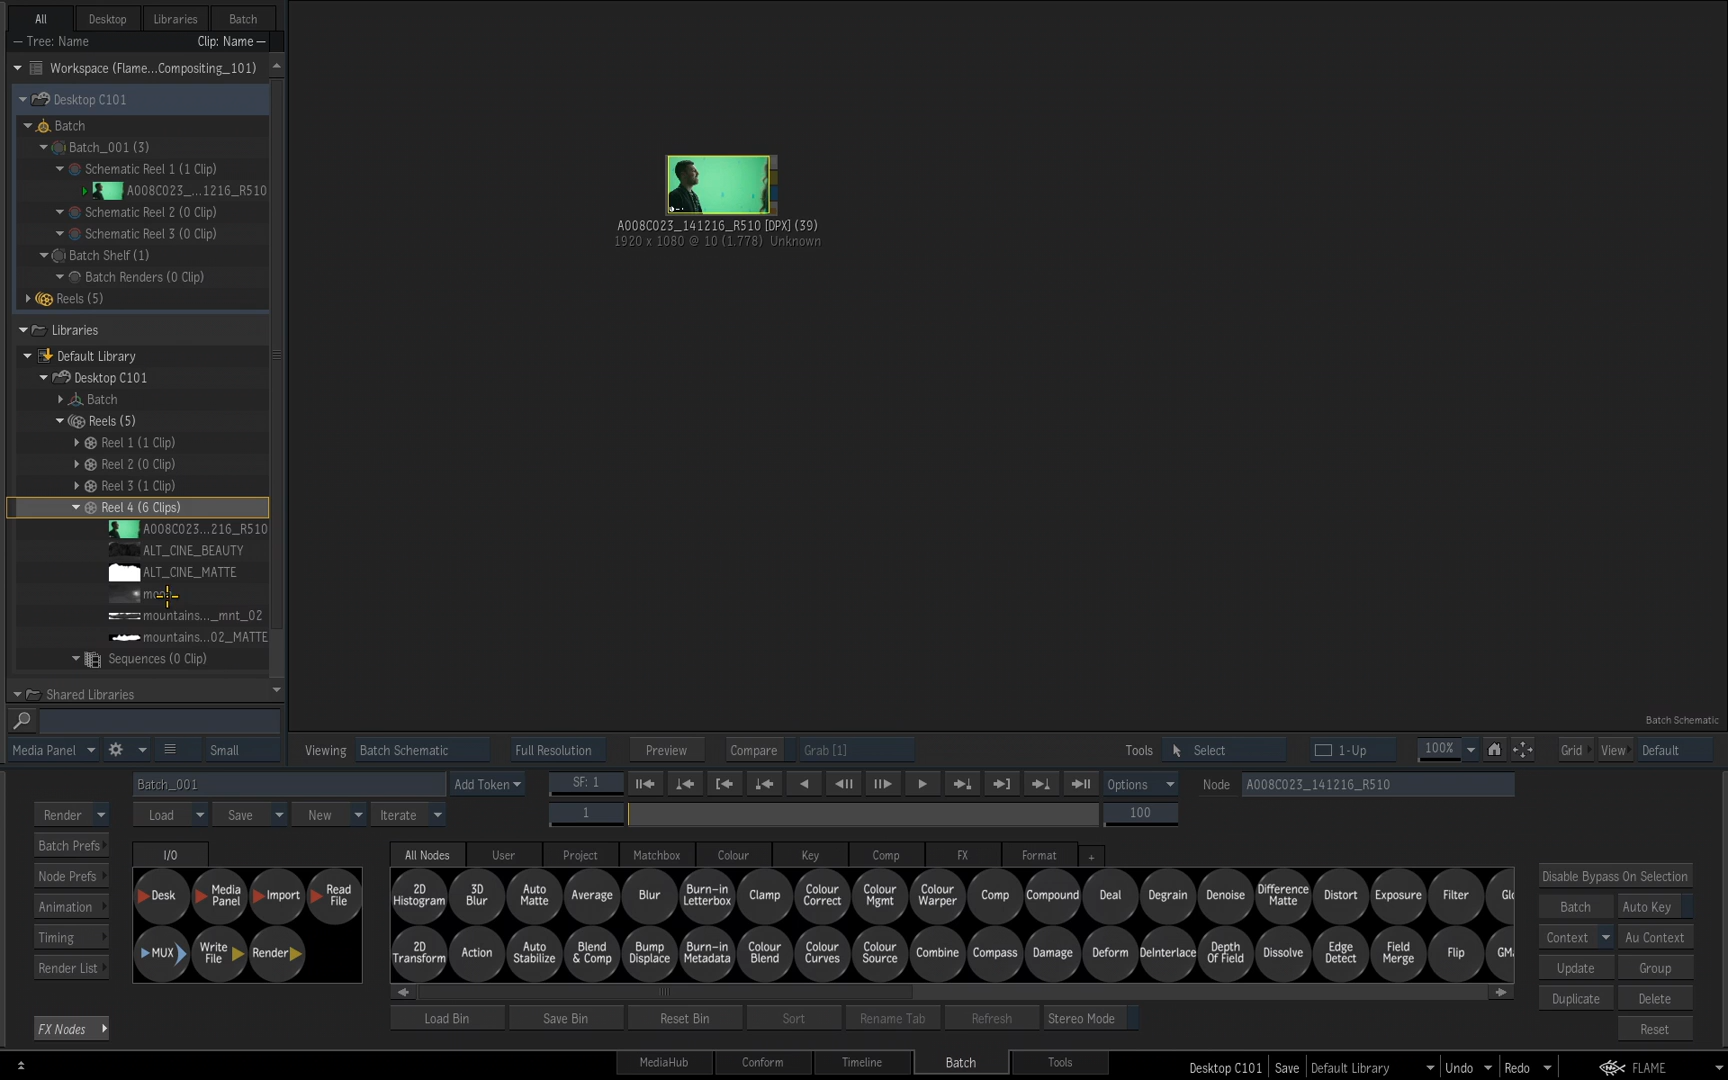 All Desktop Libraries Batch
Tree: Name Clip: Name
Workspace (Flame...Compositing_101)
Desktop C101
Batch
Batch_001 (3)
Schematic Reel 1 (1 Clip)
A008C023_...1216_R510
Schematic Reel 2 (0 Clip)
Schematic Reel 3 (0 Clip)
Batch Shelf (1)
Batch Renders (0 Clip)
Reels (5)
Libraries
Default Library
Desktop C101
Batch
Reels (5)
Reel 1 (1 Clip)
Reel 2 (0 Clip)
Reel 3 (1 Clip)
Reel 4 (6 Clips)
A008C023...216_R510
ALT_CINE_BEAUTY
ALT_CINE_MATTE
mountains..._mnt_02
mountains...02_MATTE
Sequences (0 Clip)
Shared Libraries
A008C023_141216_R510 [DPX] (39)
1920 x 1080 @ 10 (1.778) Unknown
Batch Schematic
Media Panel Small Viewing Batch Schematic Full Resolution Preview Compare Grab [1] Tools Select 1-Up 100% Grid View Default
Batch_001 Add Token SF: 1 Options Node A008C023_141216_R510
Render Load Save New Iterate 1 100
Batch Prefs
Node Prefs
Animation
Timing
Render List
FX Nodes
I/O
Desk Media Panel Import Read File
MUX Write File Render
All Nodes User Project Matchbox Colour Key Comp FX Format +
2D Histogram 3D Blur Auto Matte Average Blur Burn-in Letterbox Clamp Colour Correct Colour Mgmt Colour Warper Comp Compound Deal Degrain Denoise Difference Matte Distort Exposure Filter
2D Transform Action Auto Stabilize Blend & Comp Bump Displace Burn-in Metadata Colour Blend Colour Curves Colour Source Combine Compass Damage Deform DeInterlace Depth Of Field Dissolve Edge Detect Field Merge Flip
Load Bin Save Bin Reset Bin Sort Rename Tab Refresh Stereo Mode
Disable Bypass On Selection
Batch Auto Key
Context Au Context
Update Group
Duplicate Delete
Reset
MediaHub Conform Timeline Batch Tools
Desktop C101 Save Default Library Undo Redo FLAME